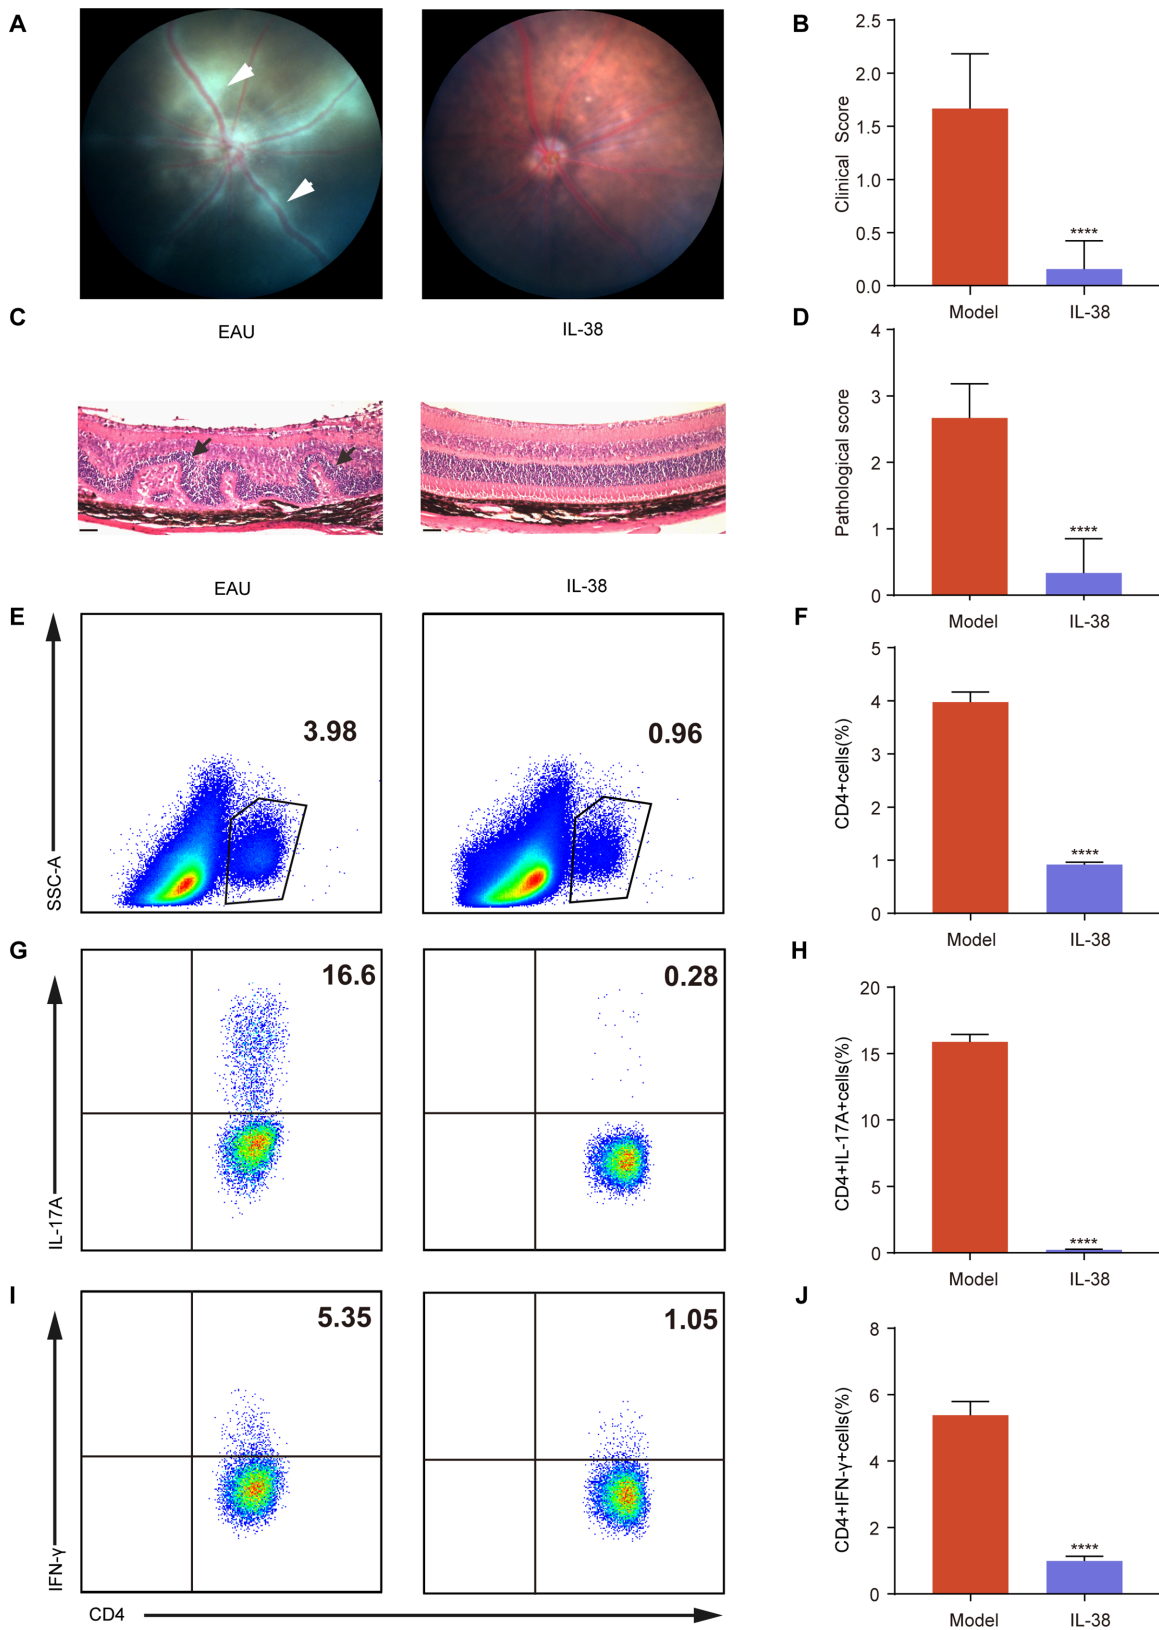 A
B
2.5
2.0
1.5
1.0
0.5
0.0
Clinical Score
****
Model
IL-38
EAU
IL-38
C
D
4
3
2
1
0
Pathological score
****
Model
IL-38
EAU
IL-38
E
SSC-A
3.98
0.96
F
5
4
3
2
1
0
CD4+cells(%)
****
Model
IL-38
G
IL-17A
16.6
0.28
H
20
15
10
5
0
CD4+IL-17A+cells(%)
****
Model
IL-38
I
IFN-γ
5.35
1.05
CD4
J
8
6
4
2
0
CD4+IFN-γ+cells(%)
****
Model
IL-38